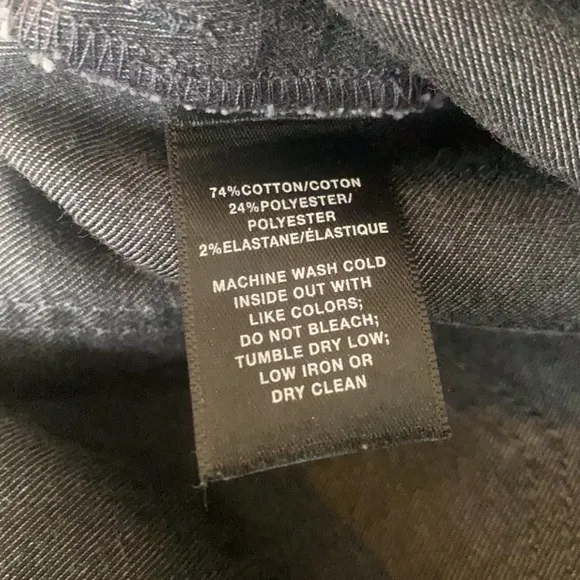 74%COTTON/COTON
24%POLYESTER/
POLYESTER
2%ELASTANE/ÉLASTIQUE
MACHINE WASH COLD
INSIDE OUT WITH
LIKE COLORS;
DO NOT BLEACH;
TUMBLE DRY LOW;
LOW IRON OR
DRY CLEAN